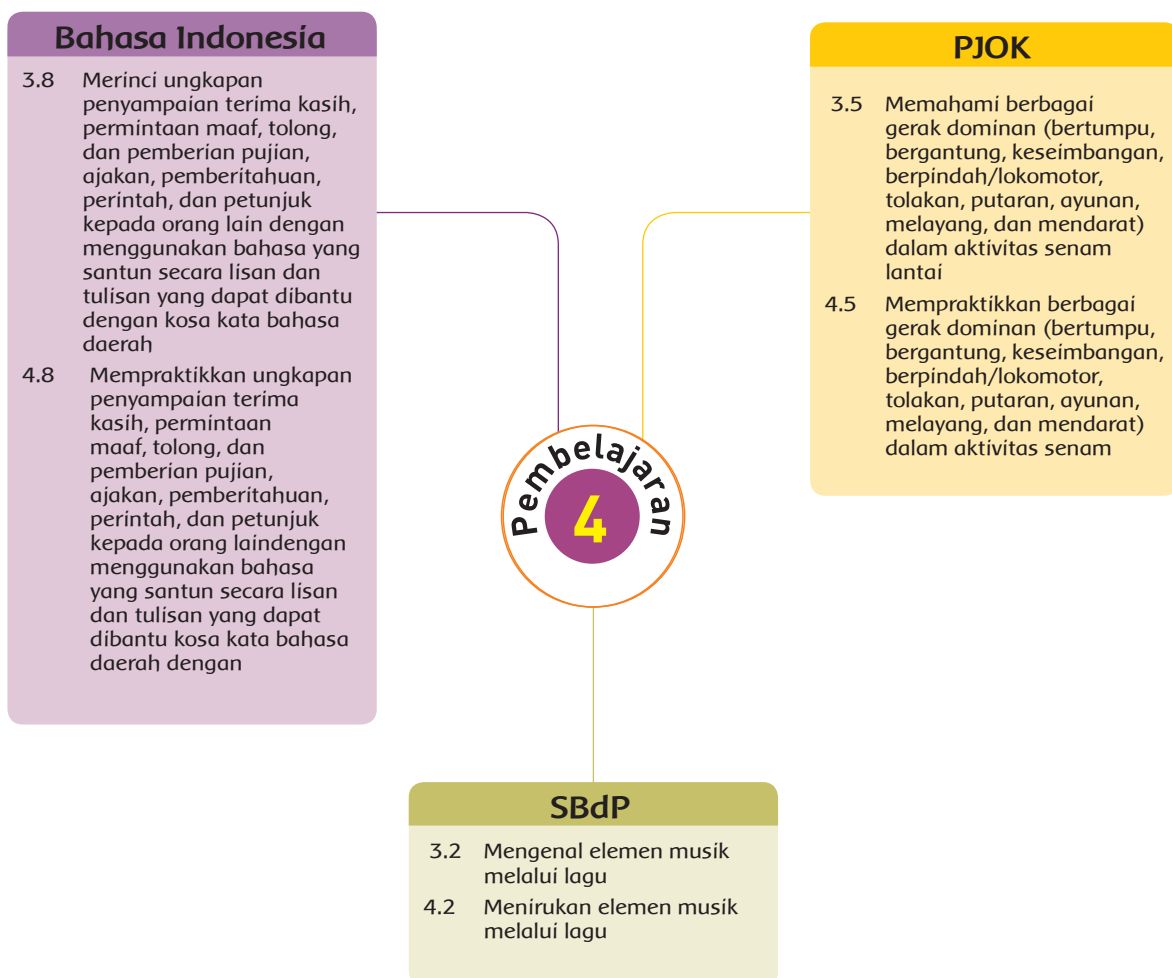 Bahasa Indonesia
3.8 Merinci ungkapan
penyampaian terima kasih,
permintaan maaf, tolong,
dan pemberian pujian,
ajakan, pemberitahuan,
perintah, dan petunjuk
kepada orang lain dengan
menggunakan bahasa yang
santun secara lisan dan
tulisan yang dapat dibantu
dengan kosa kata bahasa
daerah
4.8 Mempraktikkan ungkapan
penyampaian terima
kasih, permintaan
maaf, tolong, dan
pemberian pujian,
ajakan, pemberitahuan,
perintah, dan petunjuk
kepada orang laindengan
menggunakan bahasa
yang santun secara lisan
dan tulisan yang dapat
dibantu kosa kata bahasa
daerah dengan
PJOK
3.5 Memahami berbagai
gerak dominan (bertumpu,
bergantung, keseimbangan,
berpindah/lokomotor,
tolakan, putaran, ayunan,
melayang, dan mendarat)
dalam aktivitas senam
lantai
4.5 Mempraktikkan berbagai
gerak dominan (bertumpu,
bergantung, keseimbangan,
berpindah/lokomotor,
tolakan, putaran, ayunan,
melayang, dan mendarat)
dalam aktivitas senam
Pembelajaran
4
SBdP
3.2 Mengenal elemen musik
melalui lagu
4.2 Menirukan elemen musik
melalui lagu